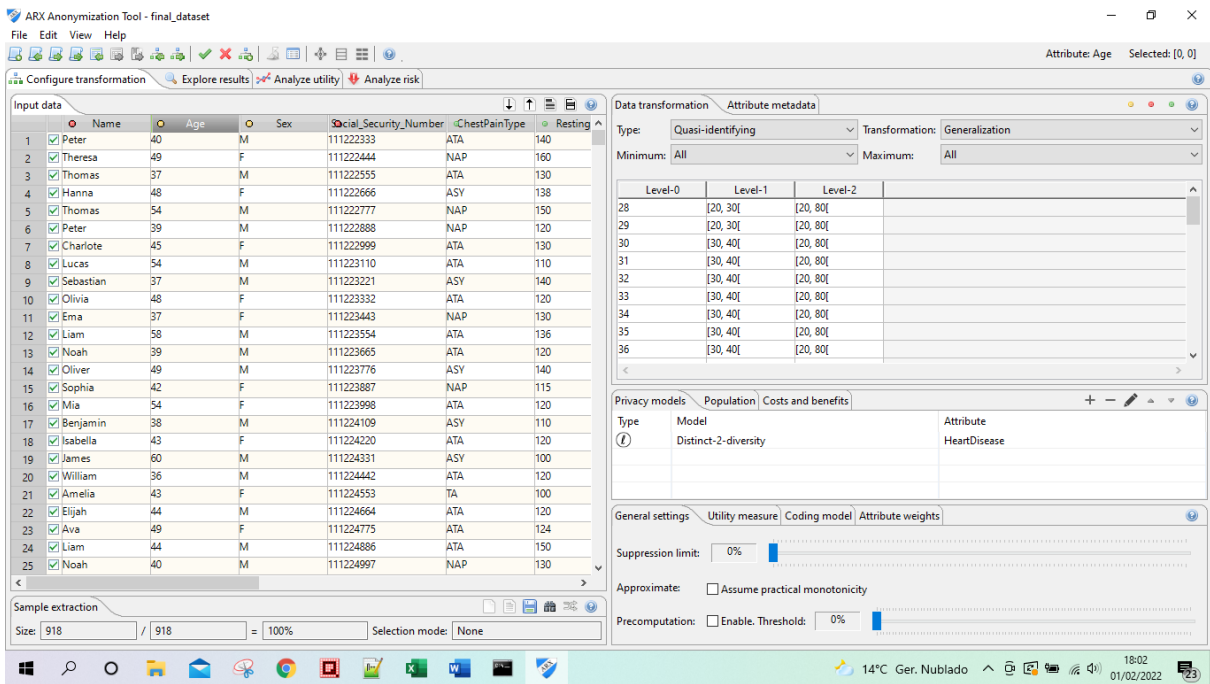 ARX Anonymization Tool - final_dataset
File Edit View Help
Attribute: Age Selected: [0, 0]
Configure transformation Explore results Analyze utility Analyze risk
Input data
Name Age Sex Social_Security_Number ChestPainType Resting
1 Peter 40 M 111222333 ATA 140
2 Theresa 49 F 111222444 NAP 160
3 Thomas 37 M 111222555 ATA 130
4 Hanna 48 F 111222666 ASY 138
5 Thomas 54 M 111222777 NAP 150
6 Peter 39 M 111222888 NAP 120
7 Charlote 45 F 111222999 ATA 130
8 Lucas 54 M 111223110 ATA 110
9 Sebastian 37 M 111223221 ASY 140
10 Olivia 48 F 111223332 ATA 120
11 Ema 37 F 111223443 NAP 130
12 Liam 58 M 111223554 ATA 136
13 Noah 39 M 111223665 ATA 120
14 Oliver 49 M 111223776 ASY 140
15 Sophia 42 F 111223887 NAP 115
16 Mia 54 F 111223998 ATA 120
17 Benjamin 38 M 111224109 ASY 110
18 Isabella 43 F 111224220 ATA 120
19 James 60 M 111224331 ASY 100
20 William 36 M 111224442 ATA 120
21 Amelia 43 F 111224553 TA 100
22 Elijah 44 M 111224664 ATA 120
23 Ava 49 F 111224775 ATA 124
24 Liam 44 M 111224886 ATA 150
25 Noah 40 M 111224997 NAP 130
Sample extraction
Size: 918 / 918 = 100% Selection mode: None
Data transformation Attribute metadata
Type: Quasi-identifying Transformation: Generalization
Minimum: All Maximum: All
Level-0 Level-1 Level-2
28 [20, 30[ [20, 80[
29 [20, 30[ [20, 80[
30 [30, 40[ [20, 80[
31 [30, 40[ [20, 80[
32 [30, 40[ [20, 80[
33 [30, 40[ [20, 80[
34 [30, 40[ [20, 80[
35 [30, 40[ [20, 80[
36 [30, 40[ [20, 80[
Privacy models Population Costs and benefits
Type Model Attribute
ℓ Distinct-2-diversity HeartDisease
General settings Utility measure Coding model Attribute weights
Suppression limit: 0%
Approximate: Assume practical monotonicity
Precomputation: Enable. Threshold: 0%
14°C Ger. Nublado 18:02
01/02/2022 23